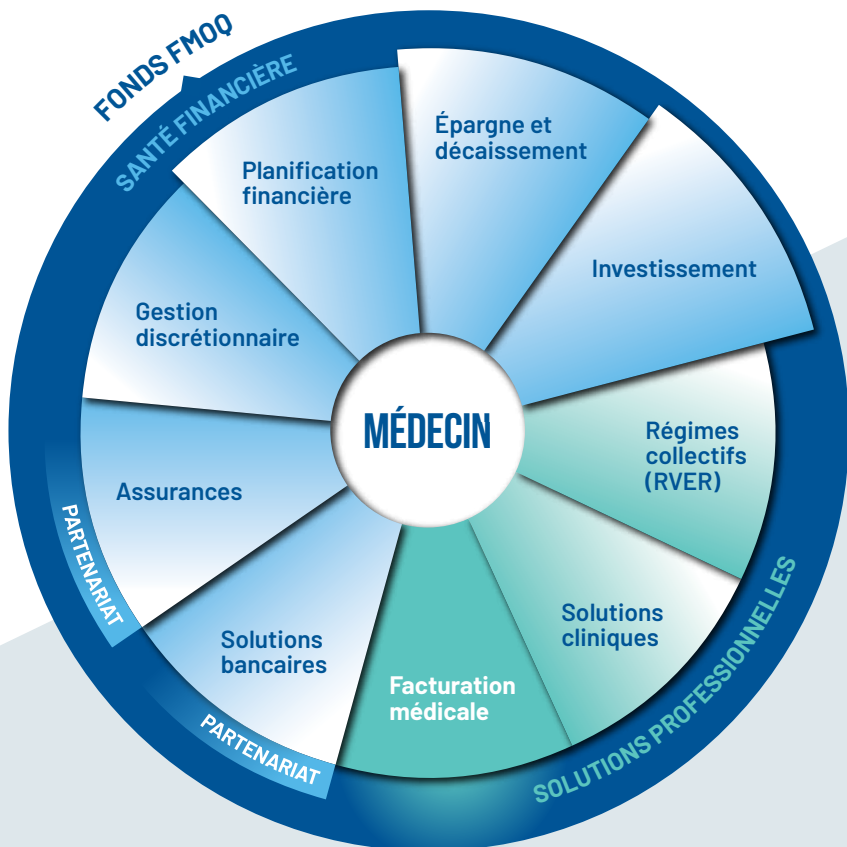 FONDS FMOQ
SANTÉ FINANCIÈRE
Épargne et
décaissement
Planification
financière
Investissement
Gestion
discrétionnaire
MÉDECIN
Régimes
collectifs
(RVER)
Assurances
PARTENARIAT
Solutions
cliniques
Solutions
bancaires
Facturation
médicale
PARTENARIAT
SOLUTIONS PROFESSIONNELLES